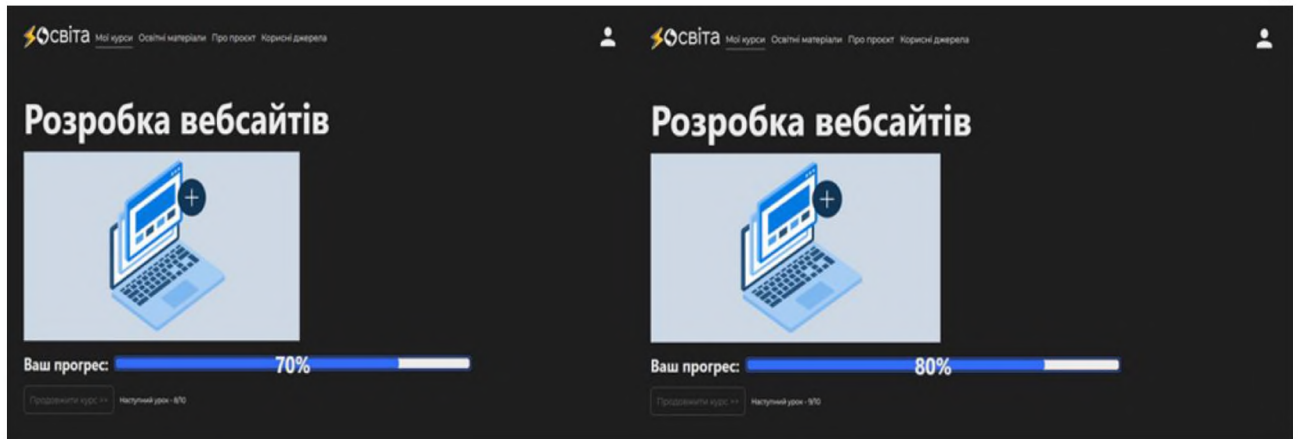 Освіта Мої курси Освітні матеріали Про проєкт Корисні джерела
Розробка вебсайтів
Ваш прогрес: 70%
Продовжити курс >> Наступний урок - 8/10
Освіта Мої курси Освітні матеріали Про проєкт Корисні джерела
Розробка вебсайтів
Ваш прогрес: 80%
Продовжити курс >> Наступний урок - 9/10